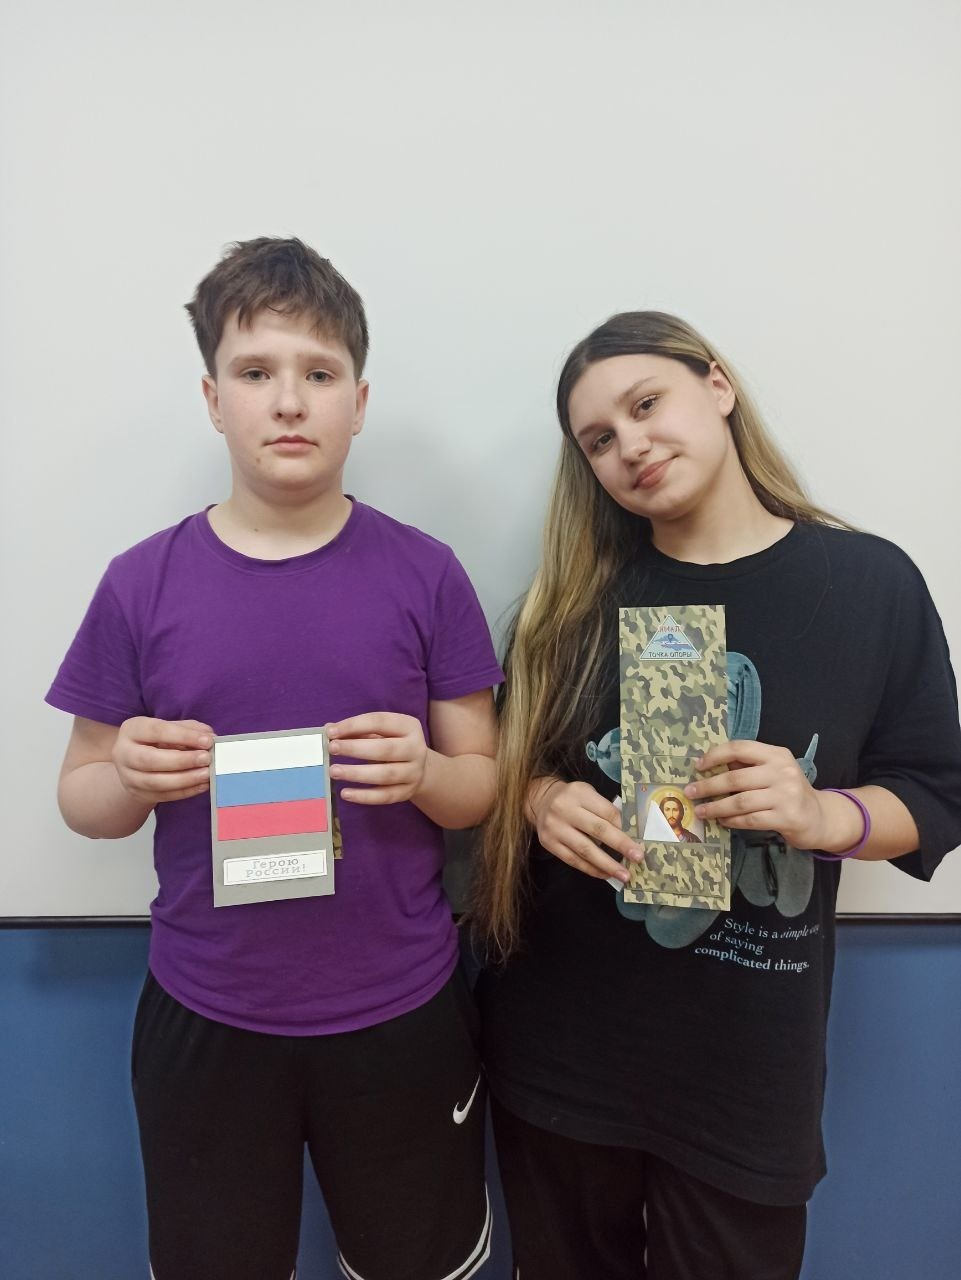 Герою
России!
ЯМАЛ
ТОЧКА ОПОРЫ
Style is a simple way
of saying
complicated things.